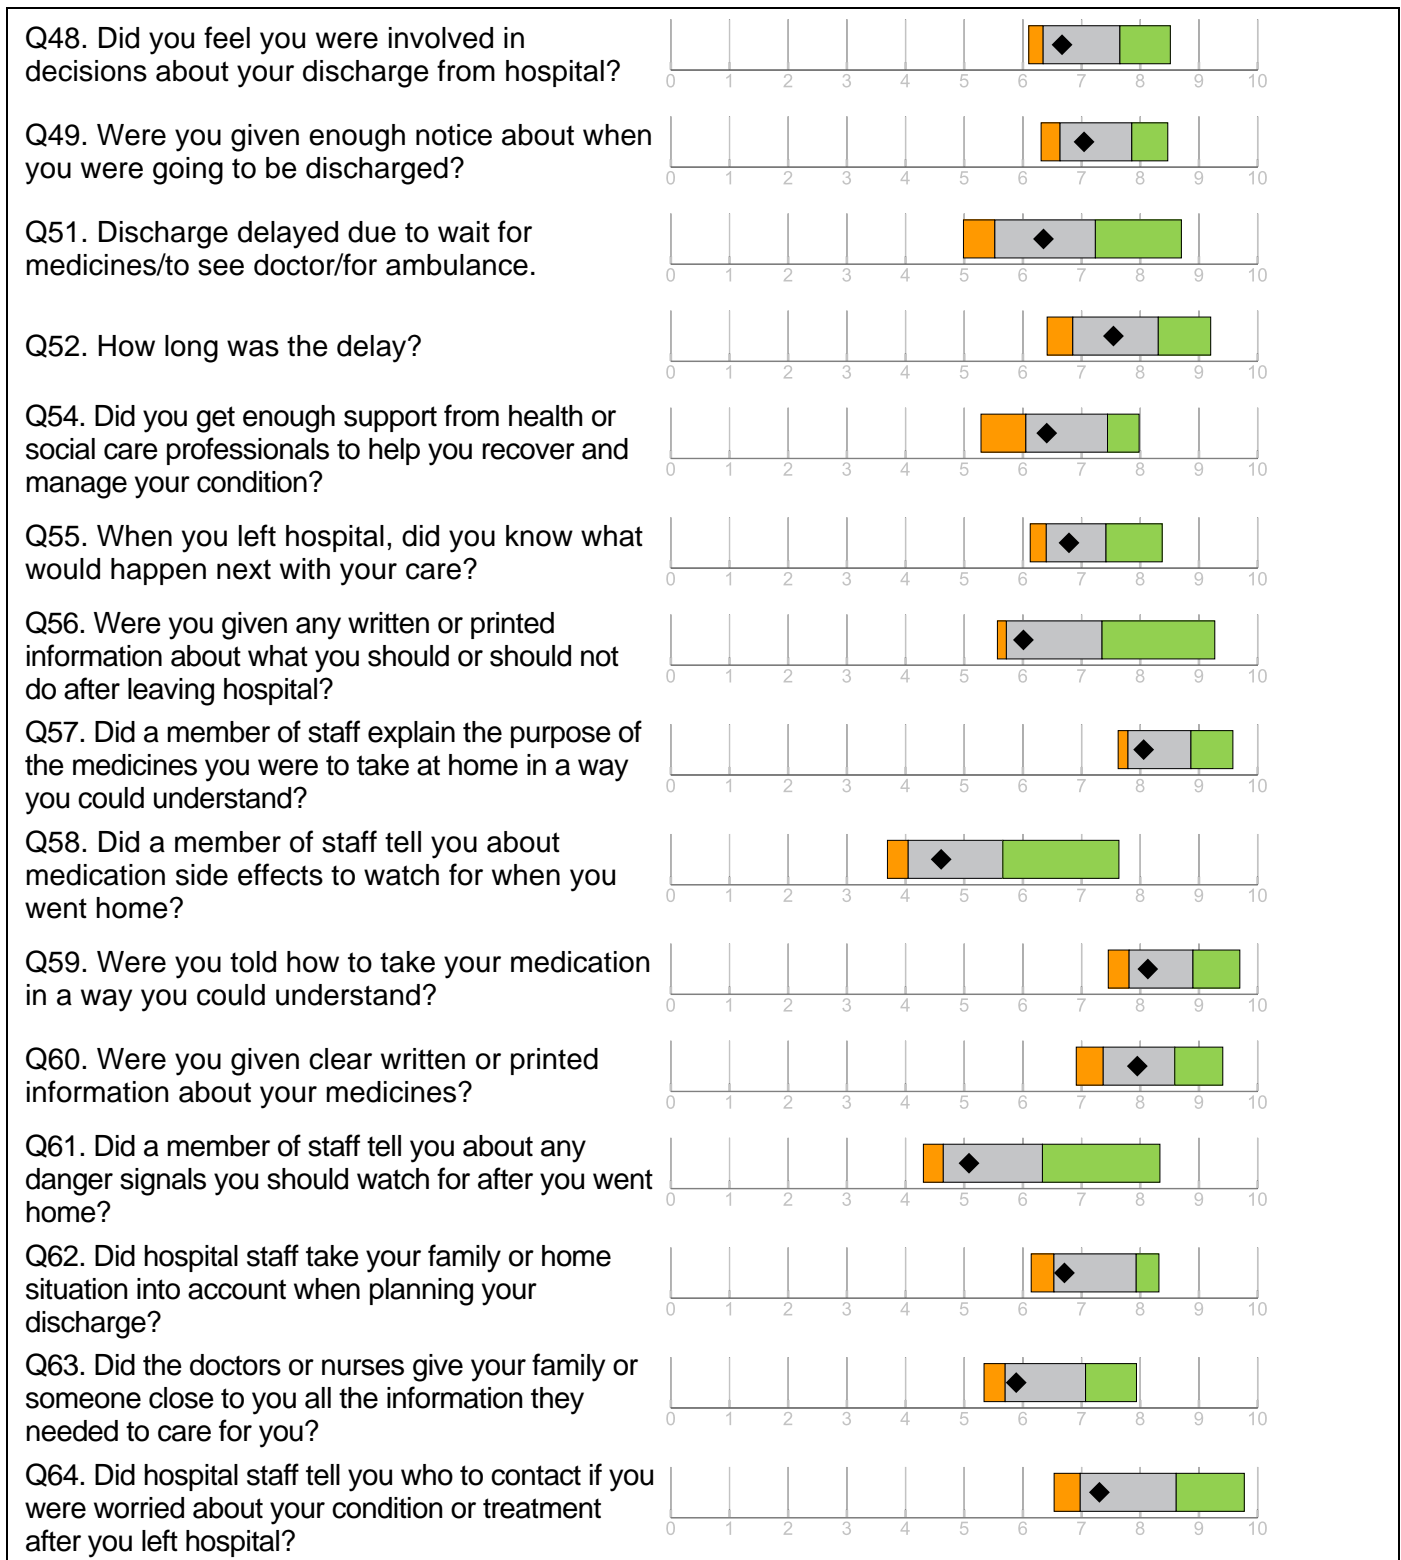 Q48. Did you feel you were involved in
decisions about your discharge from hospital?
0 1 2 3 4 5 6 7 8 9 10
Q49. Were you given enough notice about when
you were going to be discharged?
0 1 2 3 4 5 6 7 8 9 10
Q51. Discharge delayed due to wait for
medicines/to see doctor/for ambulance.
0 1 2 3 4 5 6 7 8 9 10
Q52. How long was the delay?
0 1 2 3 4 5 6 7 8 9 10
Q54. Did you get enough support from health or
social care professionals to help you recover and
manage your condition?
0 1 2 3 4 5 6 7 8 9 10
Q55. When you left hospital, did you know what
would happen next with your care?
0 1 2 3 4 5 6 7 8 9 10
Q56. Were you given any written or printed
information about what you should or should not
do after leaving hospital?
0 1 2 3 4 5 6 7 8 9 10
Q57. Did a member of staff explain the purpose of
the medicines you were to take at home in a way
you could understand?
0 1 2 3 4 5 6 7 8 9 10
Q58. Did a member of staff tell you about
medication side effects to watch for when you
went home?
0 1 2 3 4 5 6 7 8 9 10
Q59. Were you told how to take your medication
in a way you could understand?
0 1 2 3 4 5 6 7 8 9 10
Q60. Were you given clear written or printed
information about your medicines?
0 1 2 3 4 5 6 7 8 9 10
Q61. Did a member of staff tell you about any
danger signals you should watch for after you went
home?
0 1 2 3 4 5 6 7 8 9 10
Q62. Did hospital staff take your family or home
situation into account when planning your
discharge?
0 1 2 3 4 5 6 7 8 9 10
Q63. Did the doctors or nurses give your family or
someone close to you all the information they
needed to care for you?
0 1 2 3 4 5 6 7 8 9 10
Q64. Did hospital staff tell you who to contact if you
were worried about your condition or treatment
after you left hospital?
0 1 2 3 4 5 6 7 8 9 10